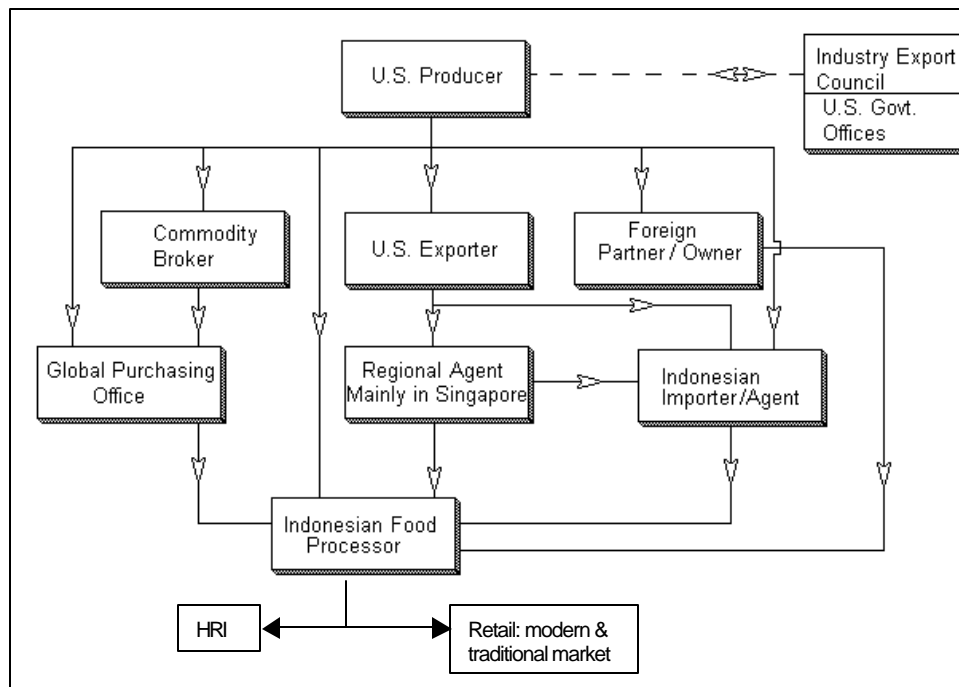 U.S. Producer
Industry Export
Council
U.S. Govt.
Offices
Commodity
Broker
U.S. Exporter
Foreign
Partner / Owner
Global Purchasing
Office
Regional Agent
Mainly in Singapore
Indonesian
Importer/Agent
Indonesian Food
Processor
HRI
Retail: modern &
traditional market